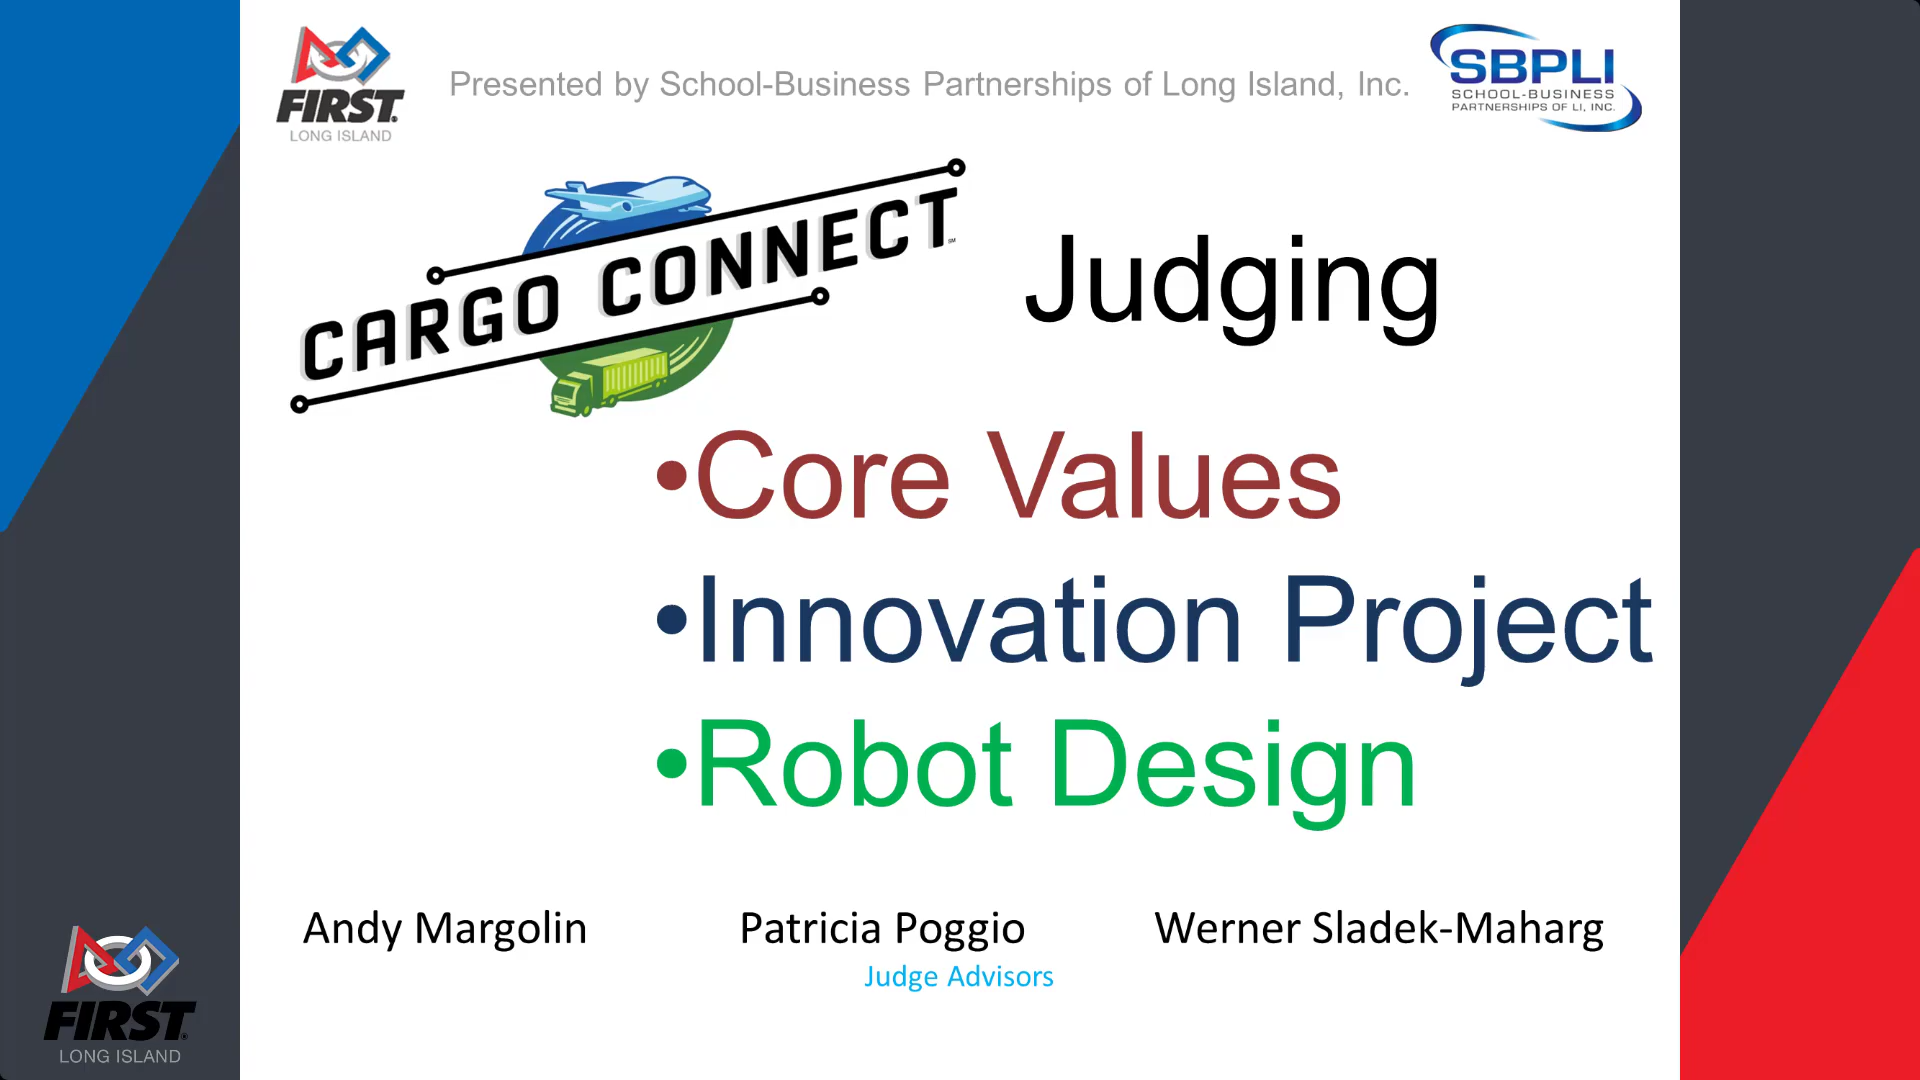 FIRST
LONG ISLAND
Presented by School-Business Partnerships of Long Island, Inc.
SBPLI
SCHOOL-BUSINESS
PARTNERSHIPS OF LI, INC.
CARGO CONNECT
Judging
•Core Values
•Innovation Project
•Robot Design
Andy Margolin Patricia Poggio Werner Sladek-Maharg
Judge Advisors
FIRST
LONG ISLAND